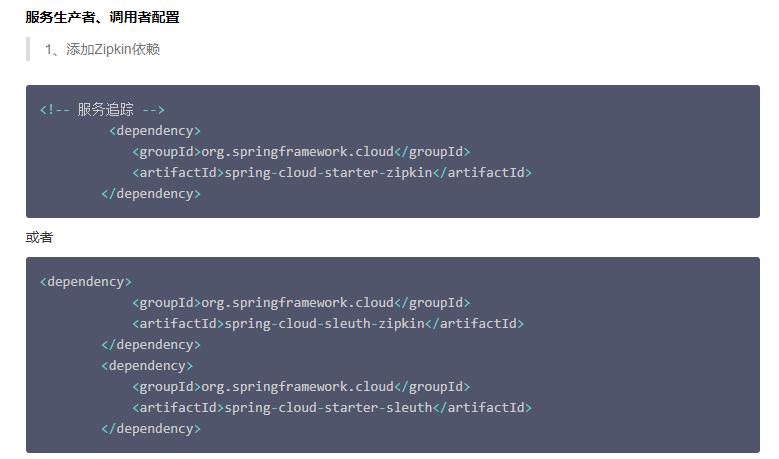 服务生产者、调用者配置
1、添加Zipkin依赖
<!-- 服务追踪 -->
<dependency>
<groupId>org.springframework.cloud</groupId>
<artifactId>spring-cloud-starter-zipkin</artifactId>
</dependency>
或者
<dependency>
<groupId>org.springframework.cloud</groupId>
<artifactId>spring-cloud-sleuth-zipkin</artifactId>
</dependency>
<dependency>
<groupId>org.springframework.cloud</groupId>
<artifactId>spring-cloud-starter-sleuth</artifactId>
</dependency>